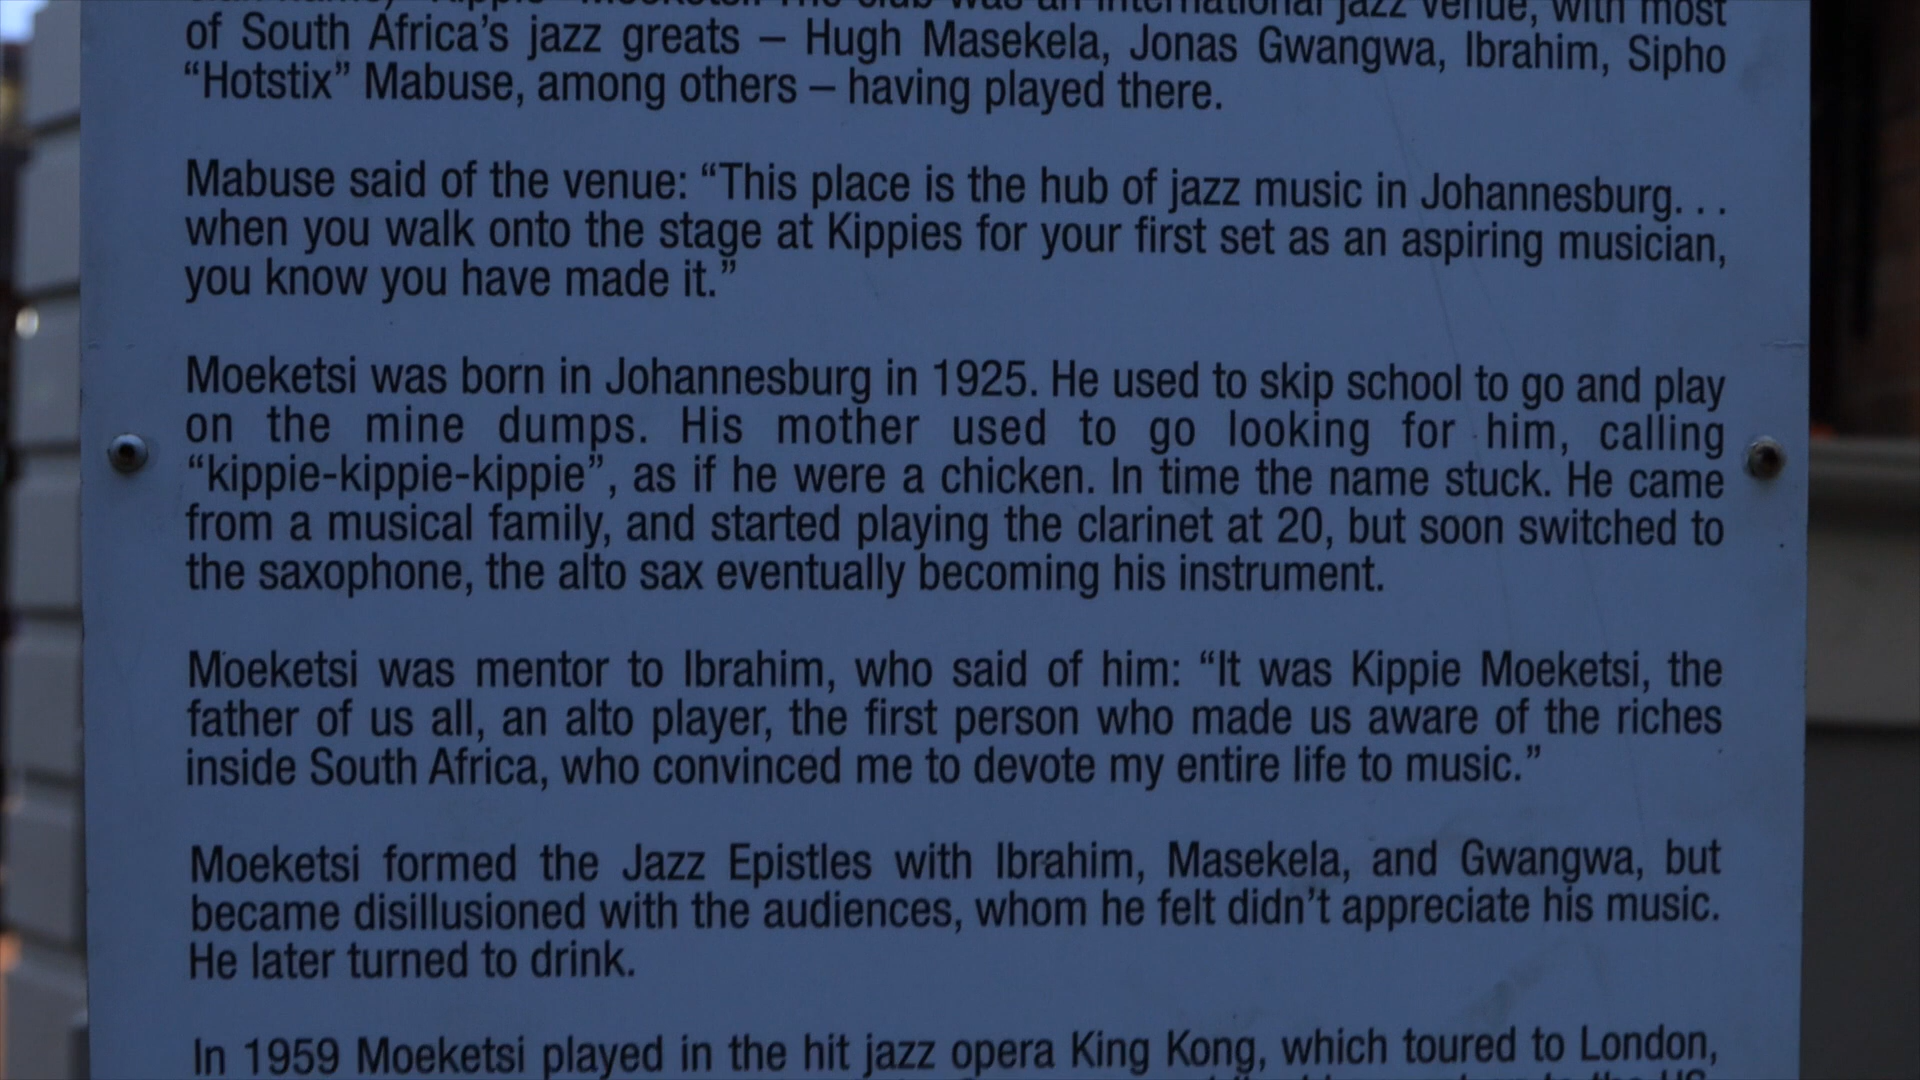 "Kippie" Moeketsi. The club was an international jazz venue, with most
of South Africa's jazz greats – Hugh Masekela, Jonas Gwangwa, Ibrahim, Sipho
“Hotstix” Mabuse, among others – having played there.
Mabuse said of the venue: “This place is the hub of jazz music in Johannesburg. . .
when you walk onto the stage at Kippies for your first set as an aspiring musician,
you know you have made it.”
Moeketsi was born in Johannesburg in 1925. He used to skip school to go and play
on the mine dumps. His mother used to go looking for him, calling
“kippie-kippie-kippie”, as if he were a chicken. In time the name stuck. He came
from a musical family, and started playing the clarinet at 20, but soon switched to
the saxophone, the alto sax eventually becoming his instrument.
Moeketsi was mentor to Ibrahim, who said of him: “It was Kippie Moeketsi, the
father of us all, an alto player, the first person who made us aware of the riches
inside South Africa, who convinced me to devote my entire life to music.”
Moeketsi formed the Jazz Epistles with Ibrahim, Masekela, and Gwangwa, but
became disillusioned with the audiences, whom he felt didn’t appreciate his music.
He later turned to drink.
In 1959 Moeketsi played in the hit jazz opera King Kong, which toured to London,